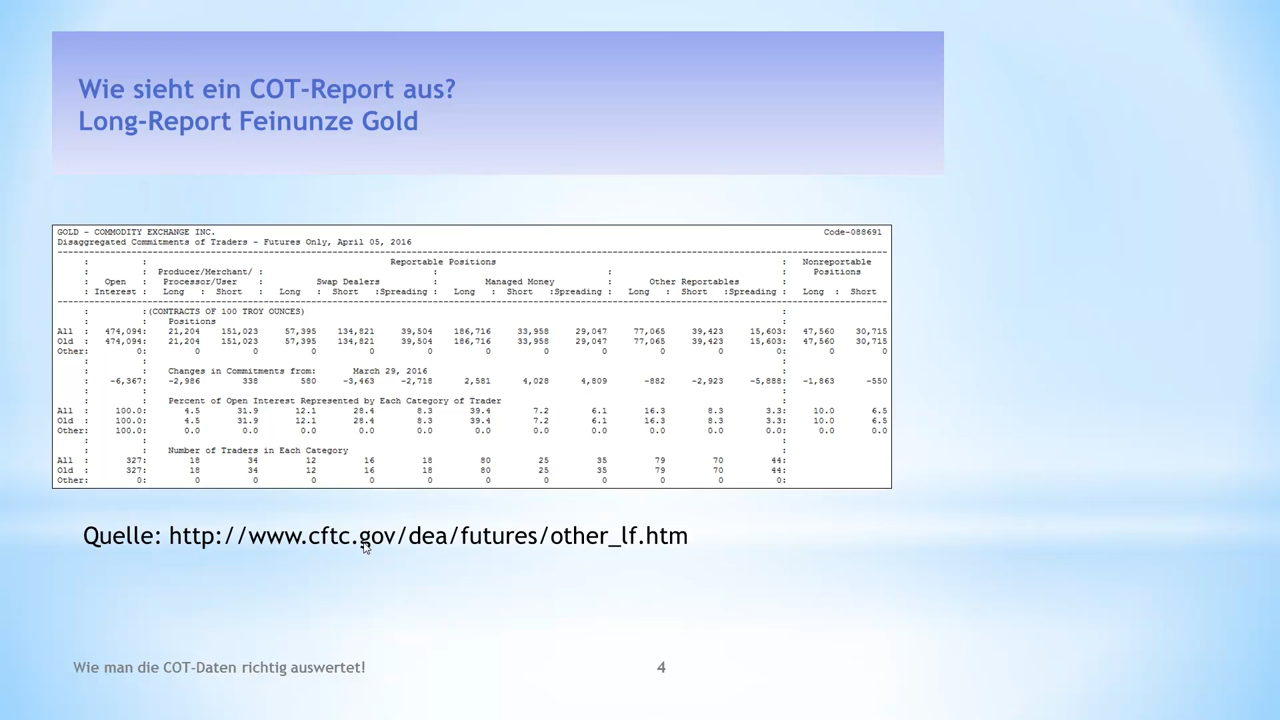 Wie sieht ein COT-Report aus?
Long-Report Feinunze Gold
GOLD - COMMODITY EXCHANGE INC. Code-088691
Disaggregated Commitments of Traders - Futures Only, April 05, 2016
: : Reportable Positions : Nonreportable
: : Producer/Merchant/ : : : : Positions
: Open : Processor/User : Swap Dealers : Managed Money : Other Reportables :
: Interest : Long : Short : Long : Short :Spreading : Long : Short :Spreading : Long : Short :Spreading : Long : Short
: :(CONTRACTS OF 100 TROY OUNCES) :
: : Positions :
All : 474,094: 21,204 151,023 57,395 134,821 39,504 186,716 33,958 29,047 77,065 39,423 15,603: 47,560 30,715
Old : 474,094: 21,204 151,023 57,395 134,821 39,504 186,716 33,958 29,047 77,065 39,423 15,603: 47,560 30,715
Other: 0: 0 0 0 0 0 0 0 0 0 0 0: 0 0
: : :
: : Changes in Commitments from: March 29, 2016 :
: -6,367: -2,986 338 580 -3,463 -2,718 2,581 4,028 4,809 -882 -2,923 -5,888: -1,863 -550
: : :
: : Percent of Open Interest Represented by Each Category of Trader :
All : 100.0: 4.5 31.9 12.1 28.4 8.3 39.4 7.2 6.1 16.3 8.3 3.3: 10.0 6.5
Old : 100.0: 4.5 31.9 12.1 28.4 8.3 39.4 7.2 6.1 16.3 8.3 3.3: 10.0 6.5
Other: 100.0: 0.0 0.0 0.0 0.0 0.0 0.0 0.0 0.0 0.0 0.0 0.0: 0.0 0.0
: : :
: : Number of Traders in Each Category :
All : 327: 18 34 12 16 18 80 25 35 79 70 44:
Old : 327: 18 34 12 16 18 80 25 35 79 70 44:
Other: 0: 0 0 0 0 0 0 0 0 0 0 0:
Quelle: http://www.cftc.gov/dea/futures/other_lf.htm
Wie man die COT-Daten richtig auswertet! 4